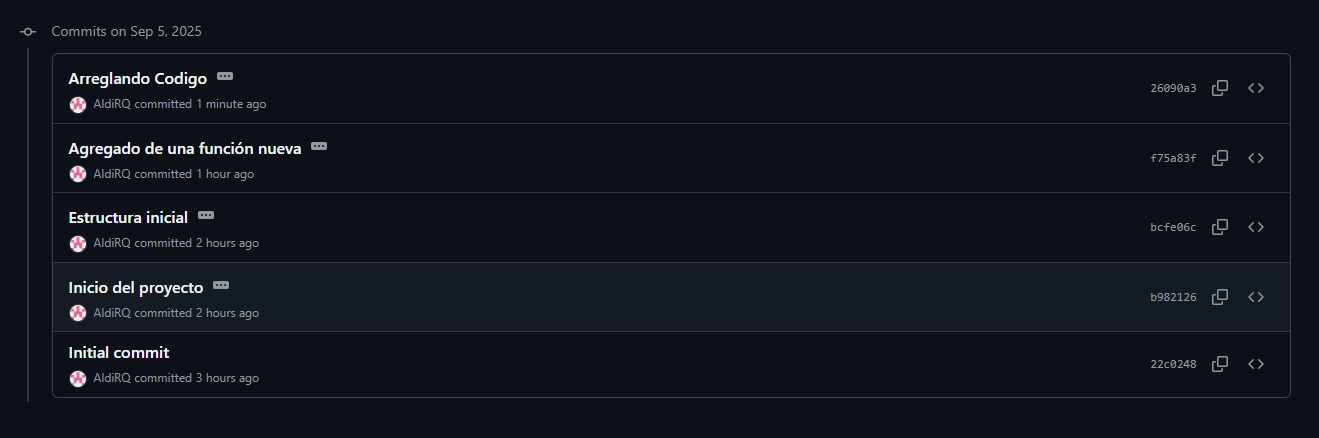 Commits on Sep 5, 2025
Arreglando Codigo
AldiRQ committed 1 minute ago
26090a3
Agregado de una función nueva
AldiRQ committed 1 hour ago
f75a83f
Estructura inicial
AldiRQ committed 2 hours ago
bcfe06c
Inicio del proyecto
AldiRQ committed 2 hours ago
b982126
Initial commit
AldiRQ committed 3 hours ago
22c0248